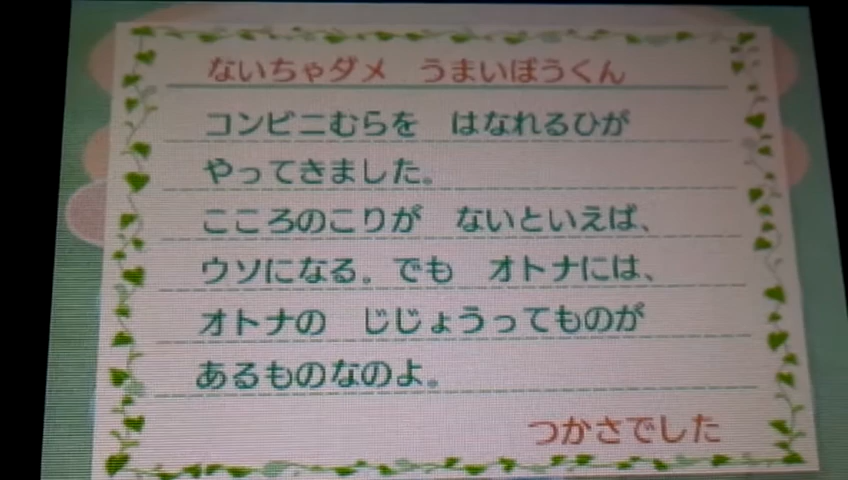 ないちゃダメ　うまいぼうくん
コンビニむらを　はなれるひが
やってきました。
こころのこりが　ないといえば、
ウソになる。でも　オトナには、
オトナの　じじょうってものが
あるものなのよ。
つかさでした